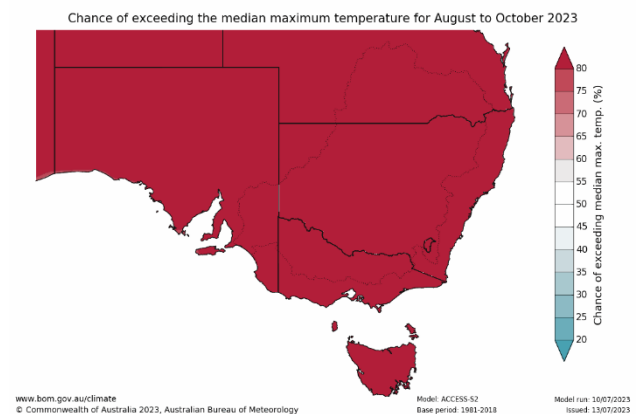 Chance of exceeding the median maximum temperature for August to October 2023
80
75
70
65
60
55
50
45
40
35
30
25
20
Chance of exceeding median max. temp. (%)
www.bom.gov.au/climate
© Commonwealth of Australia 2023, Australian Bureau of Meteorology
Model: ACCESS-S2
Base period: 1981-2018
Model run: 10/07/2023
Issued: 13/07/2023